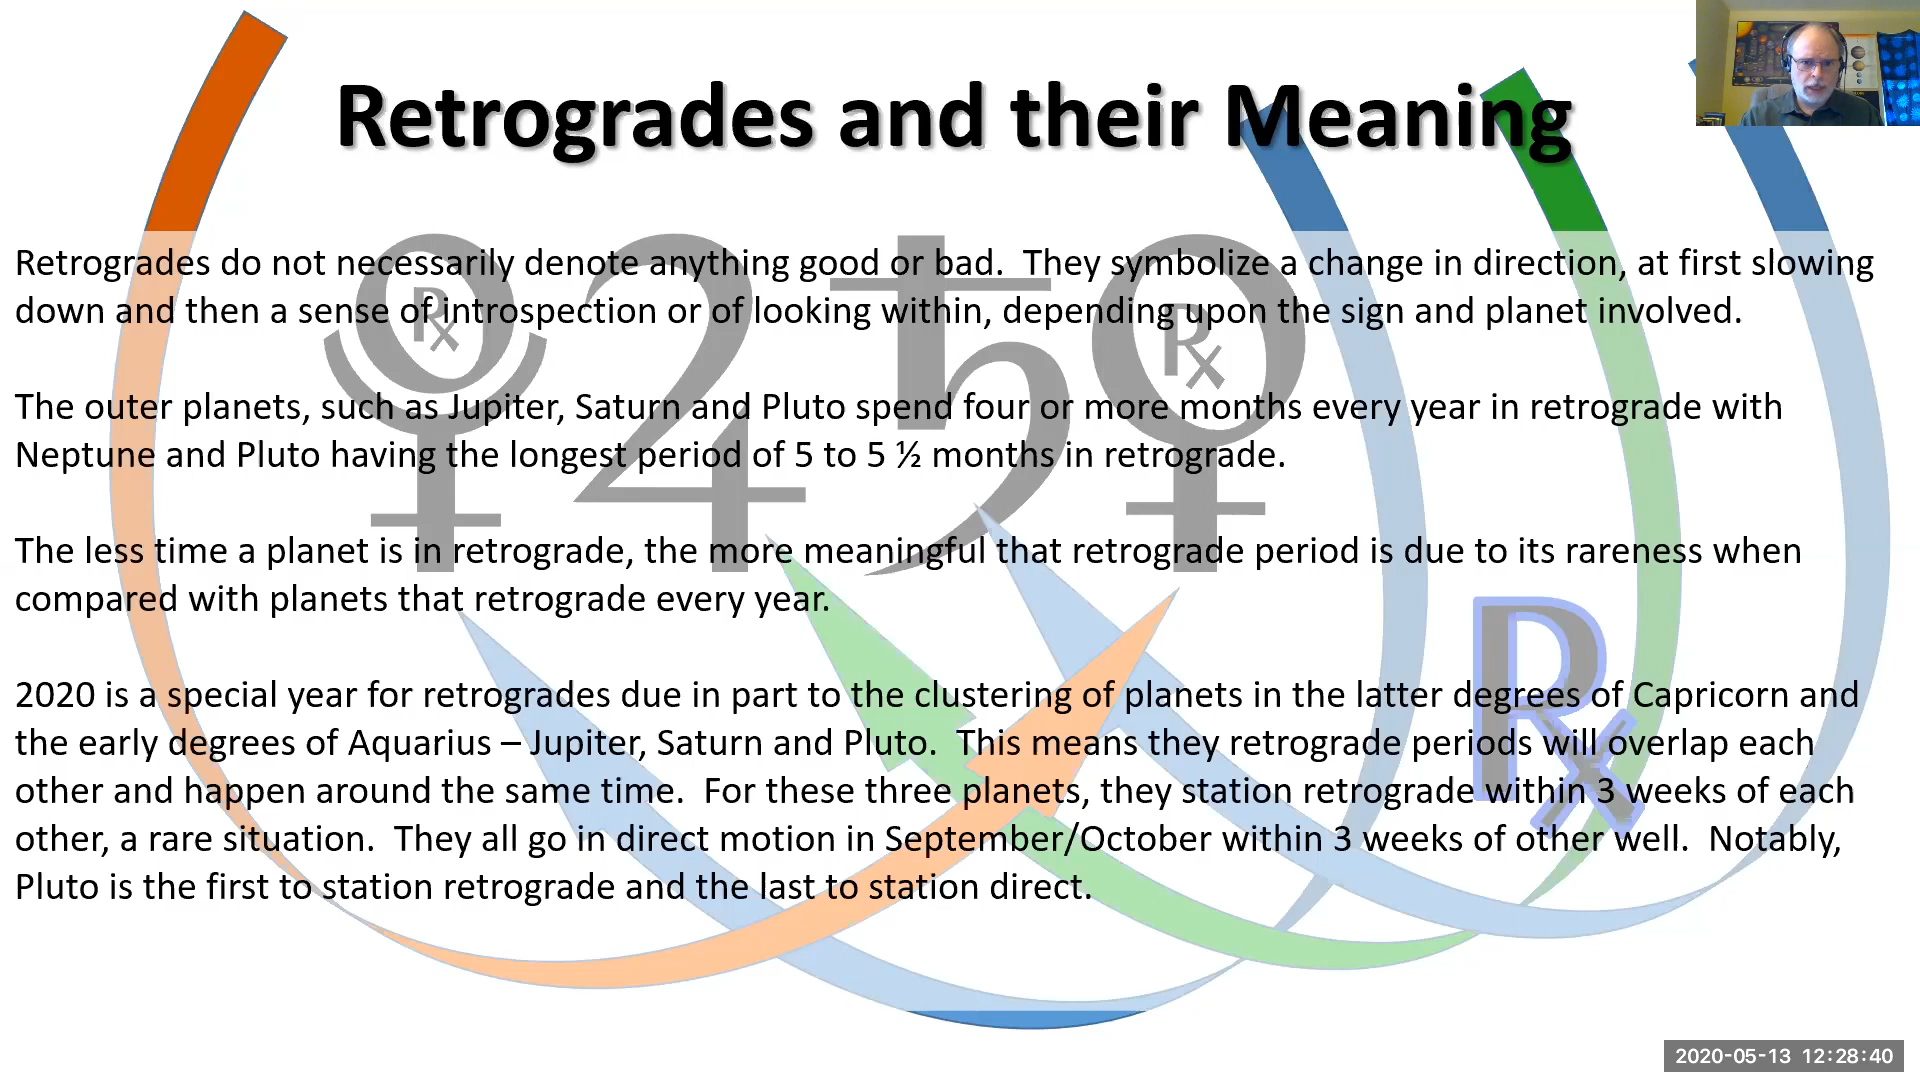 Retrogrades and their Meaning
Retrogrades do not necessarily denote anything good or bad.  They symbolize a change in direction, at first slowing
down and then a sense of introspection or of looking within, depending upon the sign and planet involved.
The outer planets, such as Jupiter, Saturn and Pluto spend four or more months every year in retrograde with
Neptune and Pluto having the longest period of 5 to 5 ½ months in retrograde.
The less time a planet is in retrograde, the more meaningful that retrograde period is due to its rareness when
compared with planets that retrograde every year.
2020 is a special year for retrogrades due in part to the clustering of planets in the latter degrees of Capricorn and
the early degrees of Aquarius – Jupiter, Saturn and Pluto.  This means they retrograde periods will overlap each
other and happen around the same time.  For these three planets, they station retrograde within 3 weeks of each
other, a rare situation.  They all go in direct motion in September/October within 3 weeks of other well.  Notably,
Pluto is the first to station retrograde and the last to station direct.
2020-05-13 12:28:40